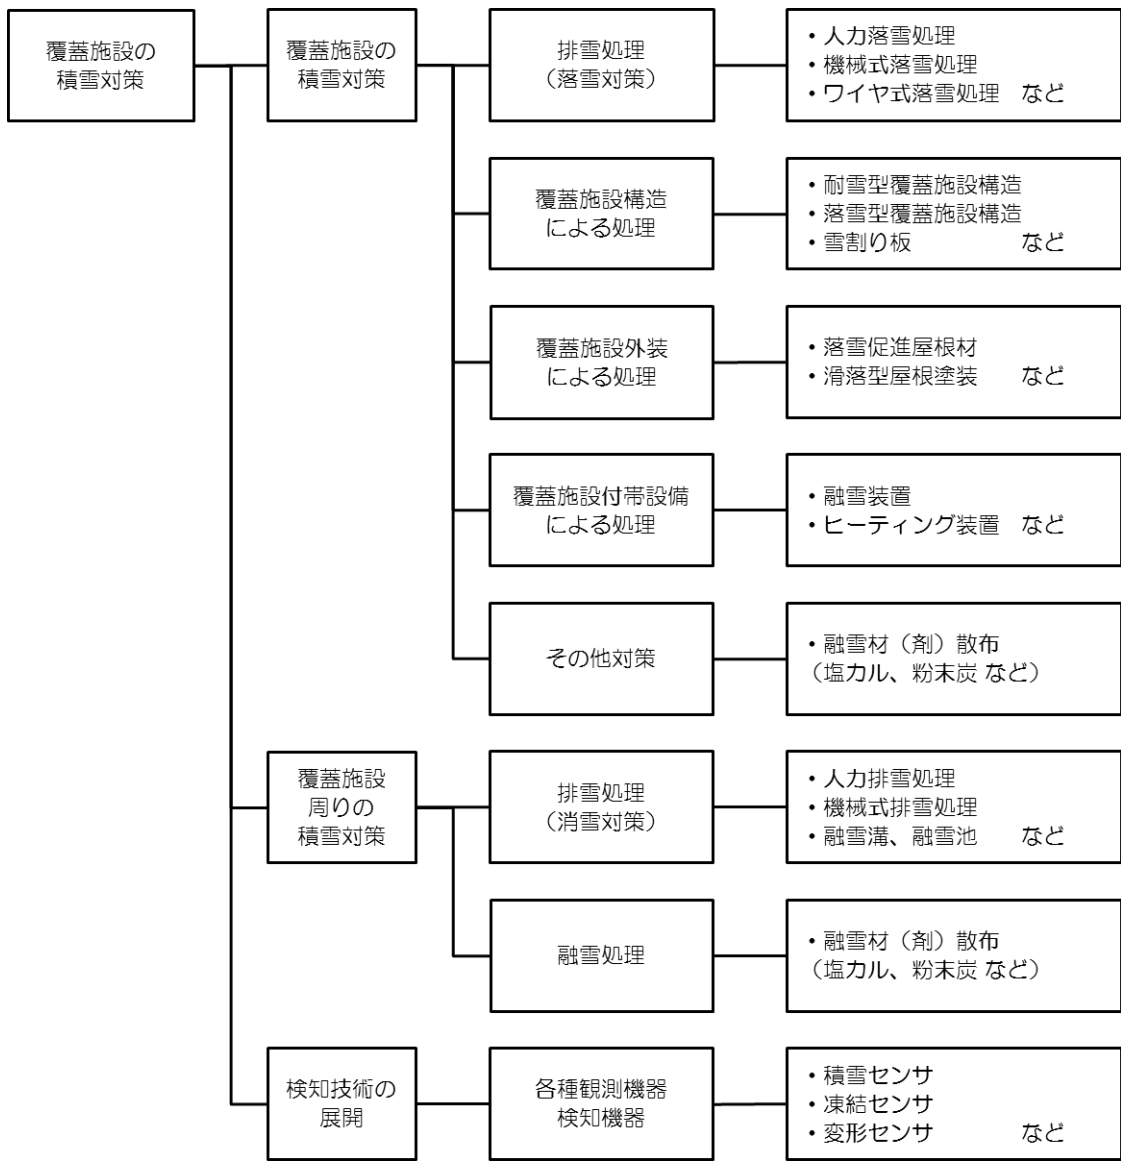 覆蓋施設の
積雪対策
覆蓋施設の
積雪対策
排雪処理
（落雪対策）
・人力落雪処理
・機械式落雪処理
・ワイヤ式落雪処理　など
覆蓋施設構造
による処理
・耐雪型覆蓋施設構造
・落雪型覆蓋施設構造
・雪割り板　など
覆蓋施設外装
による処理
・落雪促進屋根材
・滑落型屋根塗装　など
覆蓋施設付帯設備
による処理
・融雪装置
・ヒーティング装置　など
その他対策
・融雪材（剤）散布
（塩カル、粉末炭 など）
覆蓋施設
周りの
積雪対策
排雪処理
（消雪対策）
・人力排雪処理
・機械式排雪処理
・融雪溝、融雪池　など
融雪処理
・融雪材（剤）散布
（塩カル、粉末炭 など）
検知技術の
展開
各種観測機器
検知機器
・積雪センサ
・凍結センサ
・変形センサ　など